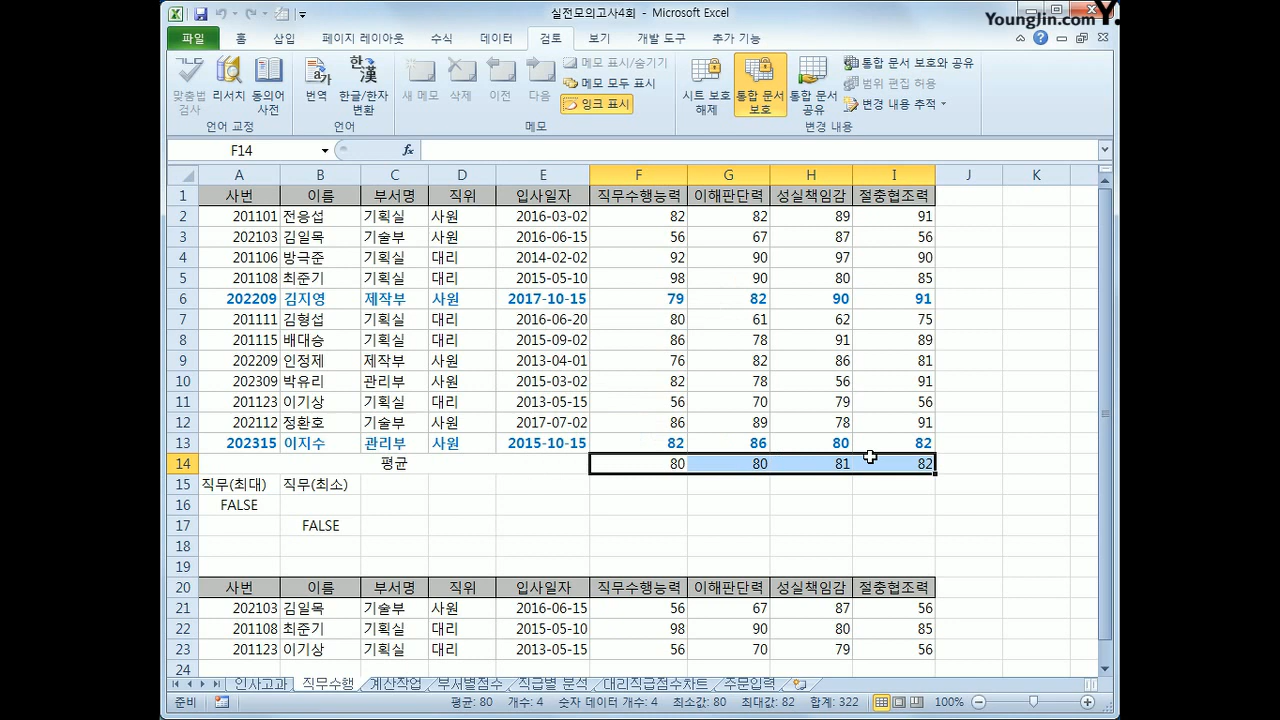 실전모의고사4회 - Microsoft Excel
YoungJin.com Y.
파일 홈 삽입 페이지 레이아웃 수식 데이터 검토 보기 개발 도구 추가 기능
맞춤법 검사 리서치 동의어 사전 번역 한글/한자 변환 새 메모 삭제 이전 다음 메모 표시/숨기기 메모 모두 표시 잉크 표시 시트 보호 해제 통합 문서 보호 통합 문서 공유 통합 문서 보호와 공유 범위 편집 허용 변경 내용 추적
언어 교정 언어 메모 변경 내용
F14 fx
A B C D E F G H I J K
1 사번 이름 부서명 직위 입사일자 직무수행능력 이해판단력 성실책임감 절충협조력
2 201101 전응섭 기획실 사원 2016-03-02 82 82 89 91
3 202103 김일목 기술부 사원 2016-06-15 56 67 87 56
4 201106 방극준 기획실 대리 2014-02-02 92 90 97 90
5 201108 최준기 기획실 대리 2015-05-10 98 90 80 85
6 202209 김지영 제작부 사원 2017-10-15 79 82 90 91
7 201111 김형섭 기획실 대리 2016-06-20 80 61 62 75
8 201115 배대승 기획실 대리 2015-09-02 86 78 91 89
9 202209 인정제 제작부 사원 2013-04-01 76 82 86 81
10 202309 박유리 관리부 사원 2015-03-02 82 78 56 91
11 201123 이기상 기획실 대리 2013-05-15 56 70 79 56
12 202112 정환호 기술부 사원 2017-07-02 86 89 78 91
13 202315 이지수 관리부 사원 2015-10-15 82 86 80 82
14 평균 80 80 81 82
15 직무(최대) 직무(최소)
16 FALSE
17 FALSE
18
19
20 사번 이름 부서명 직위 입사일자 직무수행능력 이해판단력 성실책임감 절충협조력
21 202103 김일목 기술부 사원 2016-06-15 56 67 87 56
22 201108 최준기 기획실 대리 2015-05-10 98 90 80 85
23 201123 이기상 기획실 대리 2013-05-15 56 70 79 56
24
인사고과 직무수행 계산작업 부서별점수 직급별 분석 대리직급점수차트 주문입력
준비 평균: 80 개수: 4 숫자 데이터 개수: 4 최소값: 80 최대값: 82 합계: 322 100%